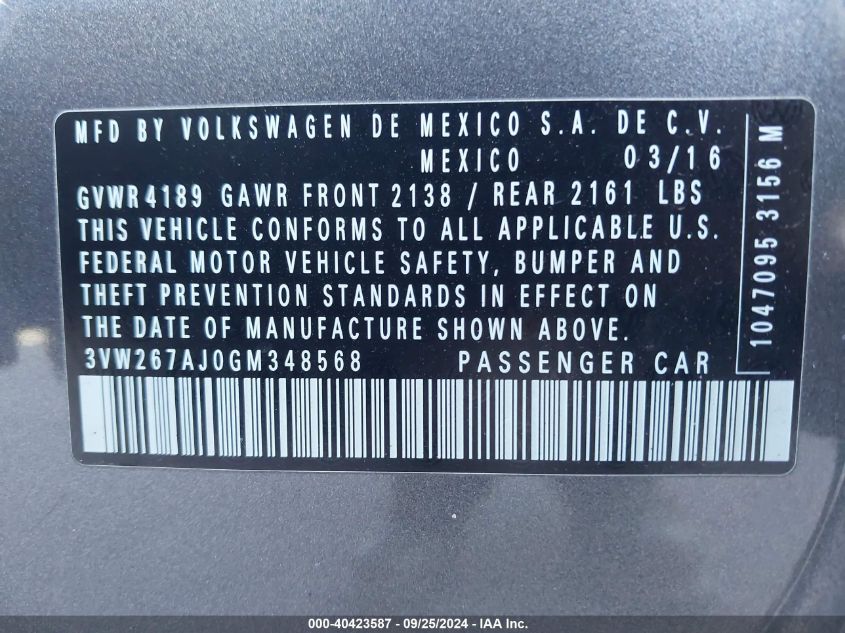 MFD BY VOLKSWAGEN DE MEXICO S.A. DE C.V.
MEXICO 03/16
GVWR 4189 GAWR FRONT 2138 / REAR 2161 LBS
THIS VEHICLE CONFORMS TO ALL APPLICABLE U.S.
FEDERAL MOTOR VEHICLE SAFETY, BUMPER AND
THEFT PREVENTION STANDARDS IN EFFECT ON
THE DATE OF MANUFACTURE SHOWN ABOVE.
3VW267AJ0GM348568 PASSENGER CAR
1047095 3156 M
000-40423587 - 09/25/2024 - IAA Inc.